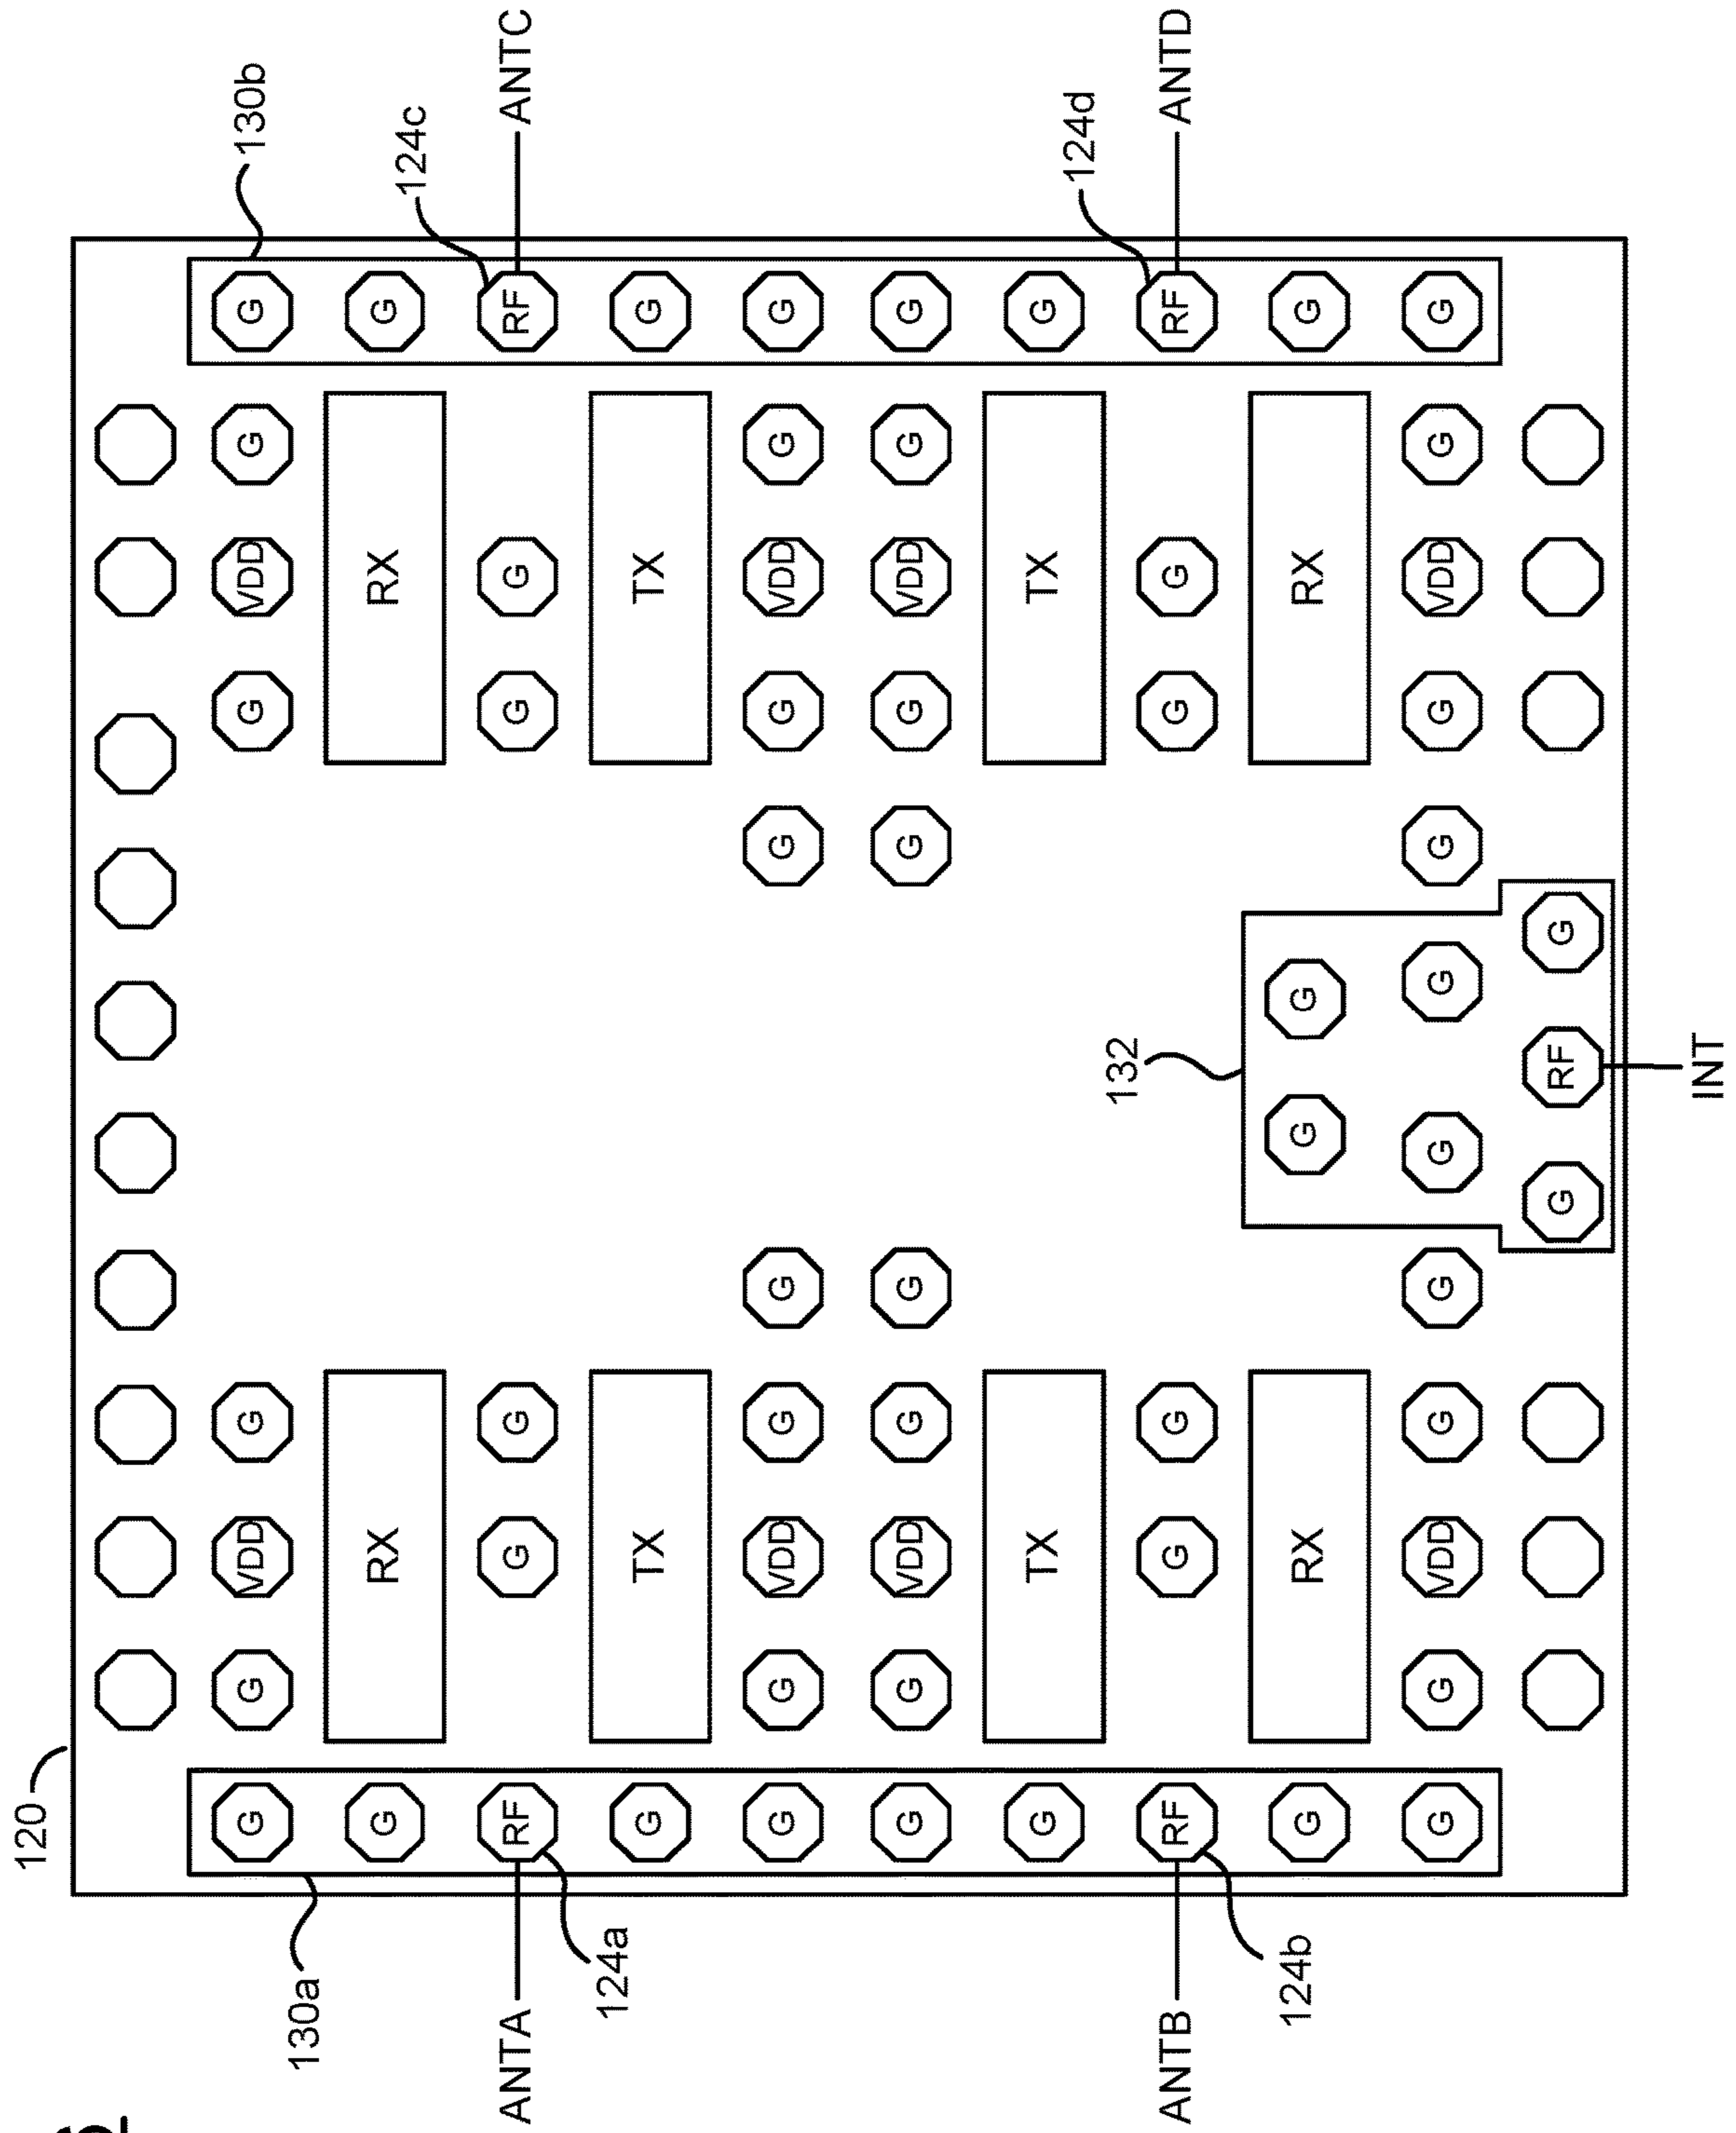 120
G G VDD G G VDD G G 130b
130a
G RX RX G
124c
ANTA RF G G G G RF ANTC
124a
G TX TX G
G G VDD G G G G VDD G G
G G VDD G G G G VDD G G
G TX TX G
124d
132
ANTB RF G G G G RF ANTD
124b
G RX G G RX G
G G VDD G G G G G G VDD G G
G RF G
INT